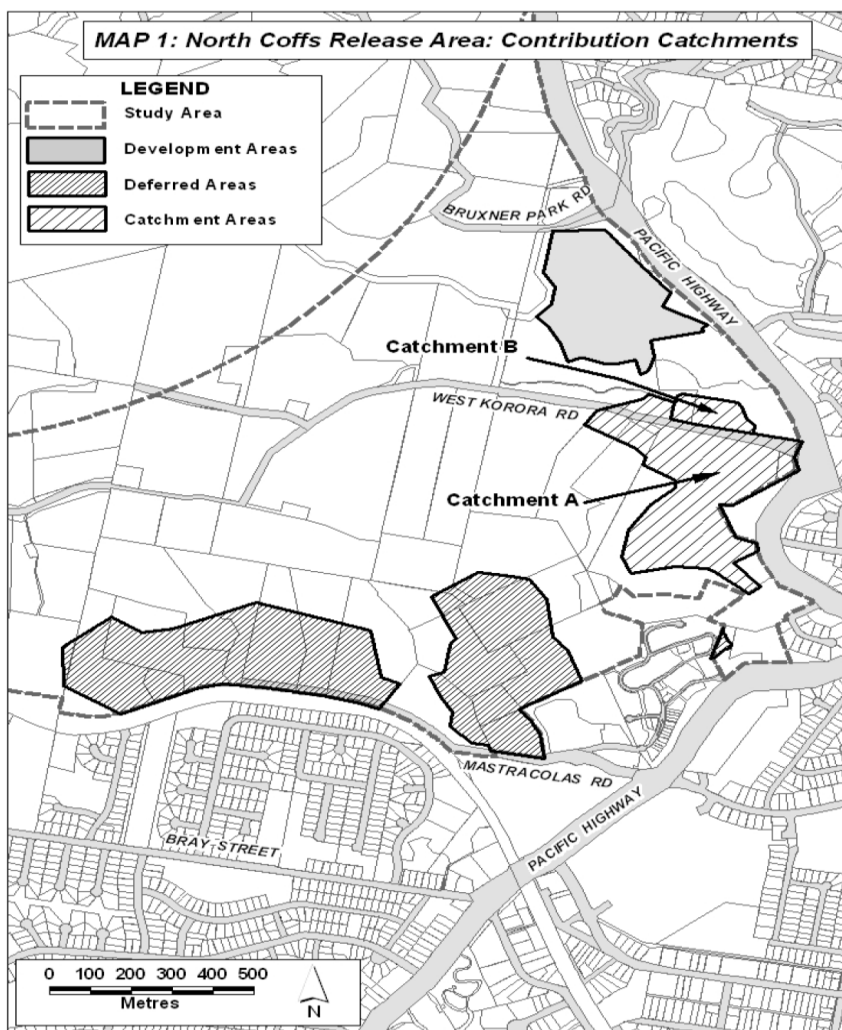 MAP 1: North Coffs Release Area: Contribution Catchments
LEGEND
Study Area
Development Areas
Deferred Areas
Catchment Areas
BRUXNER PARK RD
PACIFIC HIGHWAY
Catchment B
WEST KORORA RD
Catchment A
MASTRACOLAS RD
PACIFIC HIGHWAY
BRAY STREET
0 100 200 300 400 500
Metres
N